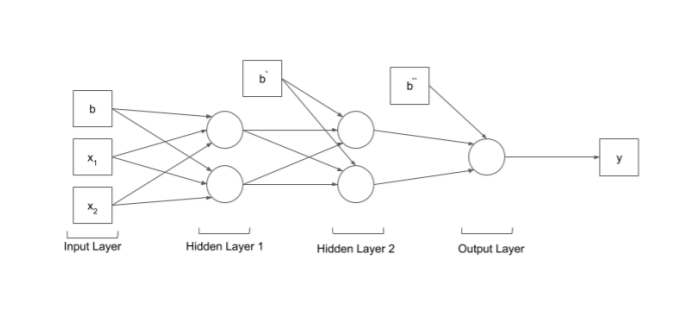 b`
b``
b
x₁
x₂
y
Input Layer
Hidden Layer 1
Hidden Layer 2
Output Layer